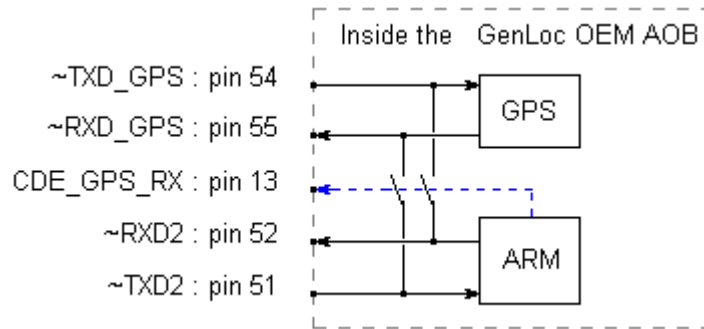 Inside the GenLoc OEM AOB
~TXD_GPS : pin 54
GPS
~RXD_GPS : pin 55
CDE_GPS_RX : pin 13
~RXD2 : pin 52
ARM
~TXD2 : pin 51